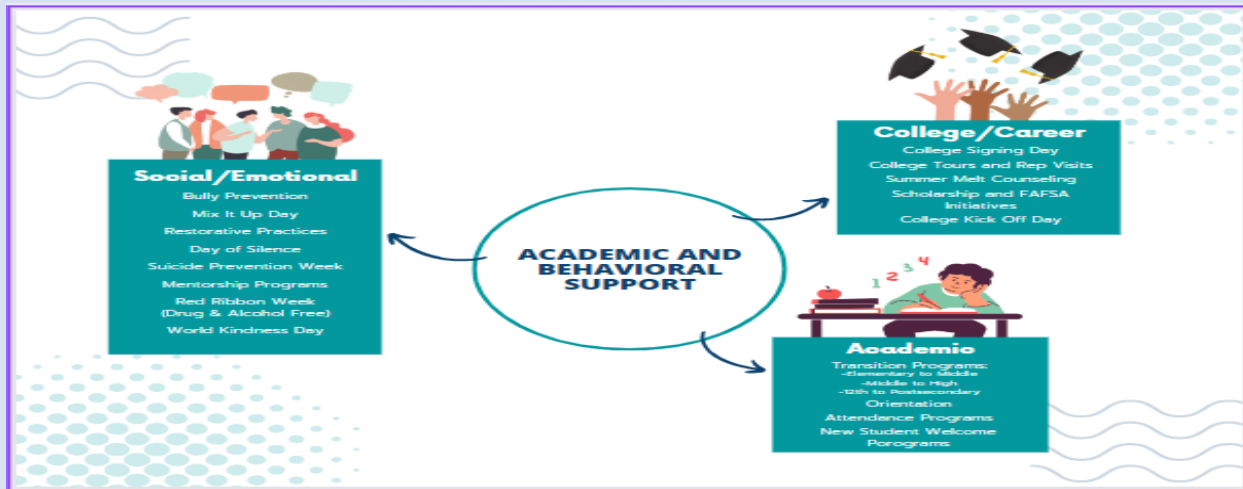 Social/Emotional
Bully Prevention
Mix It Up Day
Restorative Practices
Day of Silence
Suicide Prevention Week
Mentorship Programs
Red Ribbon Week
(Drug & Alcohol Free)
World Kindness Day
ACADEMIC AND
BEHAVIORAL
SUPPORT
College/Career
College Signing Day
College Tours and Rep Visits
Summer Melt Counseling
Scholarship and FAFSA
Initiatives
College Kick Off Day
1 2 3 4
Academic
Transition Programs:
-Elementary to Middle
-Middle to High
-12th to Postsecondary
Orientation
Attendance Programs
New Student Welcome
Porograms